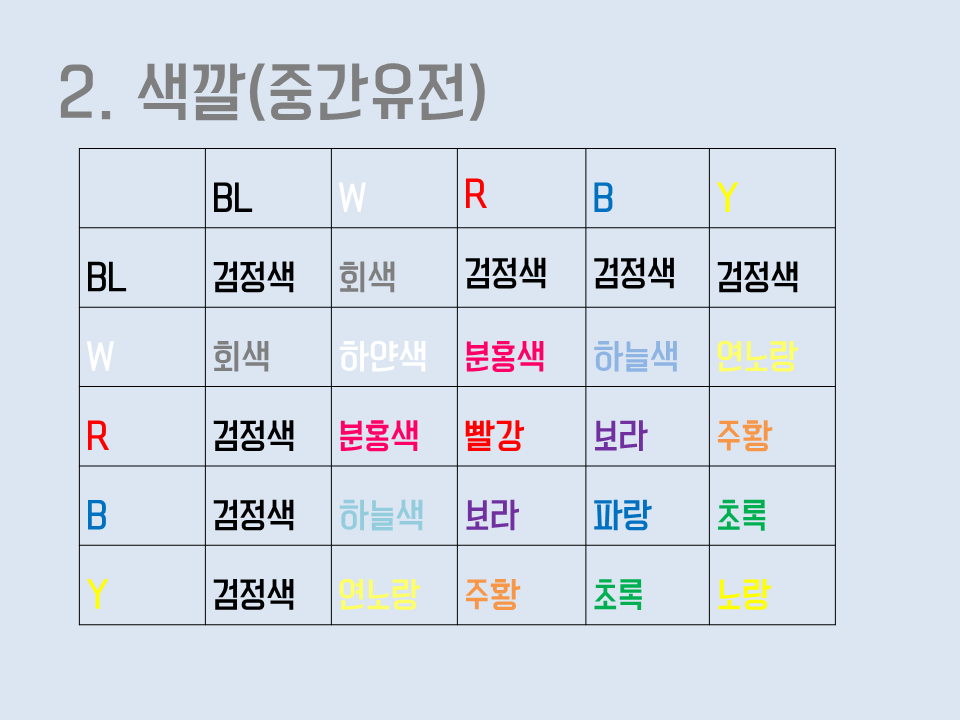 2. 색깔(중간유전)
BL W R B Y
BL 검정색 회색 검정색 검정색 검정색
W 회색 하얀색 분홍색 하늘색 연노랑
R 검정색 분홍색 빨강 보라 주황
B 검정색 하늘색 보라 파랑 초록
Y 검정색 연노랑 주황 초록 노랑